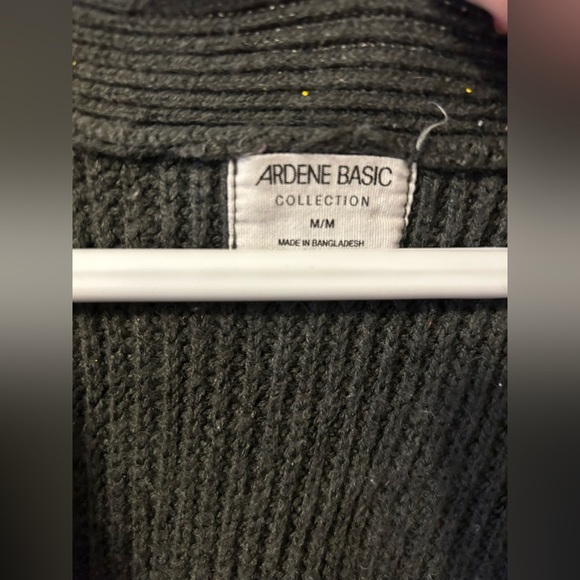 ARDENE BASIC
COLLECTION
M/M
MADE IN BANGLADESH